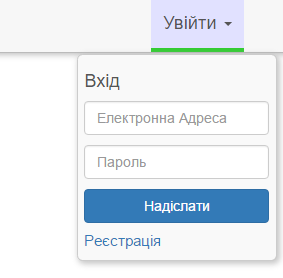 Увійти
Вхід
Електронна Адреса
Пароль
Надіслати
Реєстрація